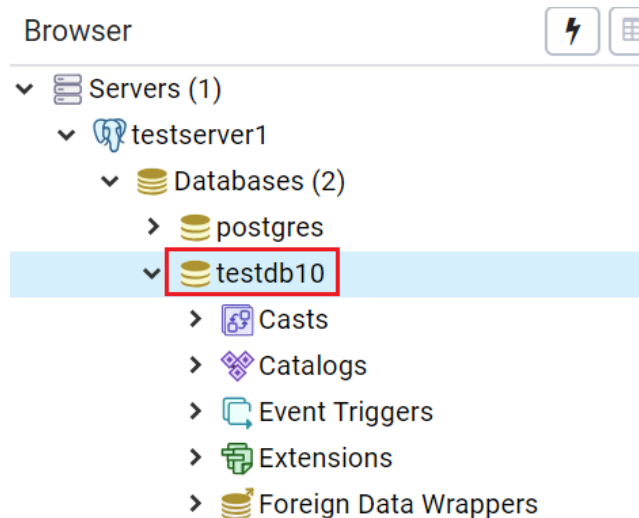 Browser
Servers (1)
testserver1
Databases (2)
postgres
testdb10
Casts
Catalogs
Event Triggers
Extensions
Foreign Data Wrappers